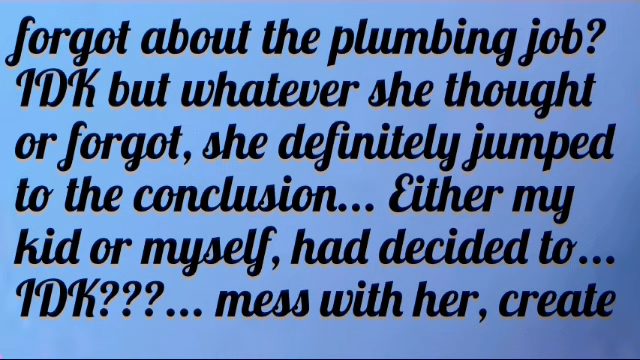 forgot about the plumbing job?
IDK but whatever she thought
or forgot, she definitely jumped
to the conclusion... Either my
kid or myself, had decided to...
IDK???... mess with her, create